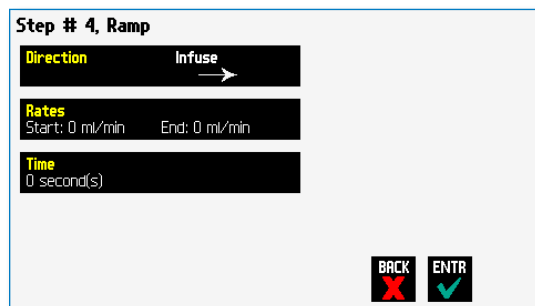 Step # 4, Ramp
Direction Infuse
Rates
Start: 0 ml/min End: 0 ml/min
Time
0 second(s)
BACK ENTR